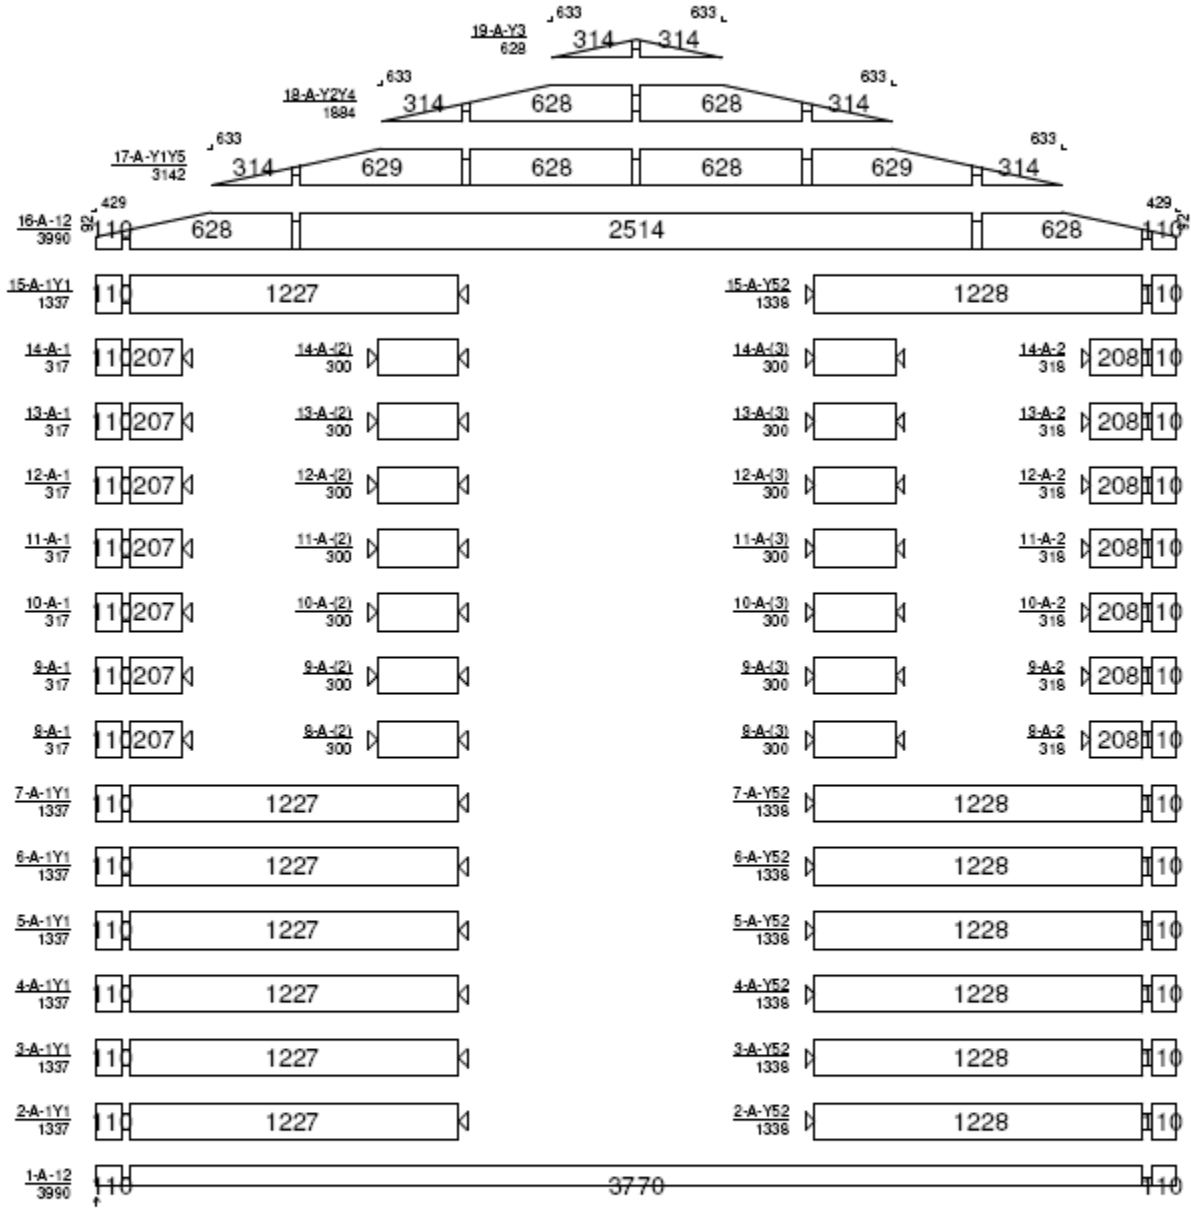 633 633
19-A-Y3 314 314
628
633 633
18-A-Y2Y4 314 628 628 314
1884
633 633
17-A-Y1Y5 314 629 628 628 629 314
3142
429 429
92 92
16-A-12 110 628 2514 628 110
3990
15-A-1Y1 110 1227 15-A-Y52 1228 110
1337 1338
14-A-1 110 207 14-A-(2) 14-A-(3) 14-A-2 208 110
317 300 300 318
13-A-1 110 207 13-A-(2) 13-A-(3) 13-A-2 208 110
317 300 300 318
12-A-1 110 207 12-A-(2) 12-A-(3) 12-A-2 208 110
317 300 300 318
11-A-1 110 207 11-A-(2) 11-A-(3) 11-A-2 208 110
317 300 300 318
10-A-1 110 207 10-A-(2) 10-A-(3) 10-A-2 208 110
317 300 300 318
9-A-1 110 207 9-A-(2) 9-A-(3) 9-A-2 208 110
317 300 300 318
8-A-1 110 207 8-A-(2) 8-A-(3) 8-A-2 208 110
317 300 300 318
7-A-1Y1 110 1227 7-A-Y52 1228 110
1337 1338
6-A-1Y1 110 1227 6-A-Y52 1228 110
1337 1338
5-A-1Y1 110 1227 5-A-Y52 1228 110
1337 1338
4-A-1Y1 110 1227 4-A-Y52 1228 110
1337 1338
3-A-1Y1 110 1227 3-A-Y52 1228 110
1337 1338
2-A-1Y1 110 1227 2-A-Y52 1228 110
1337 1338
1-A-12 110 3770 110
3990